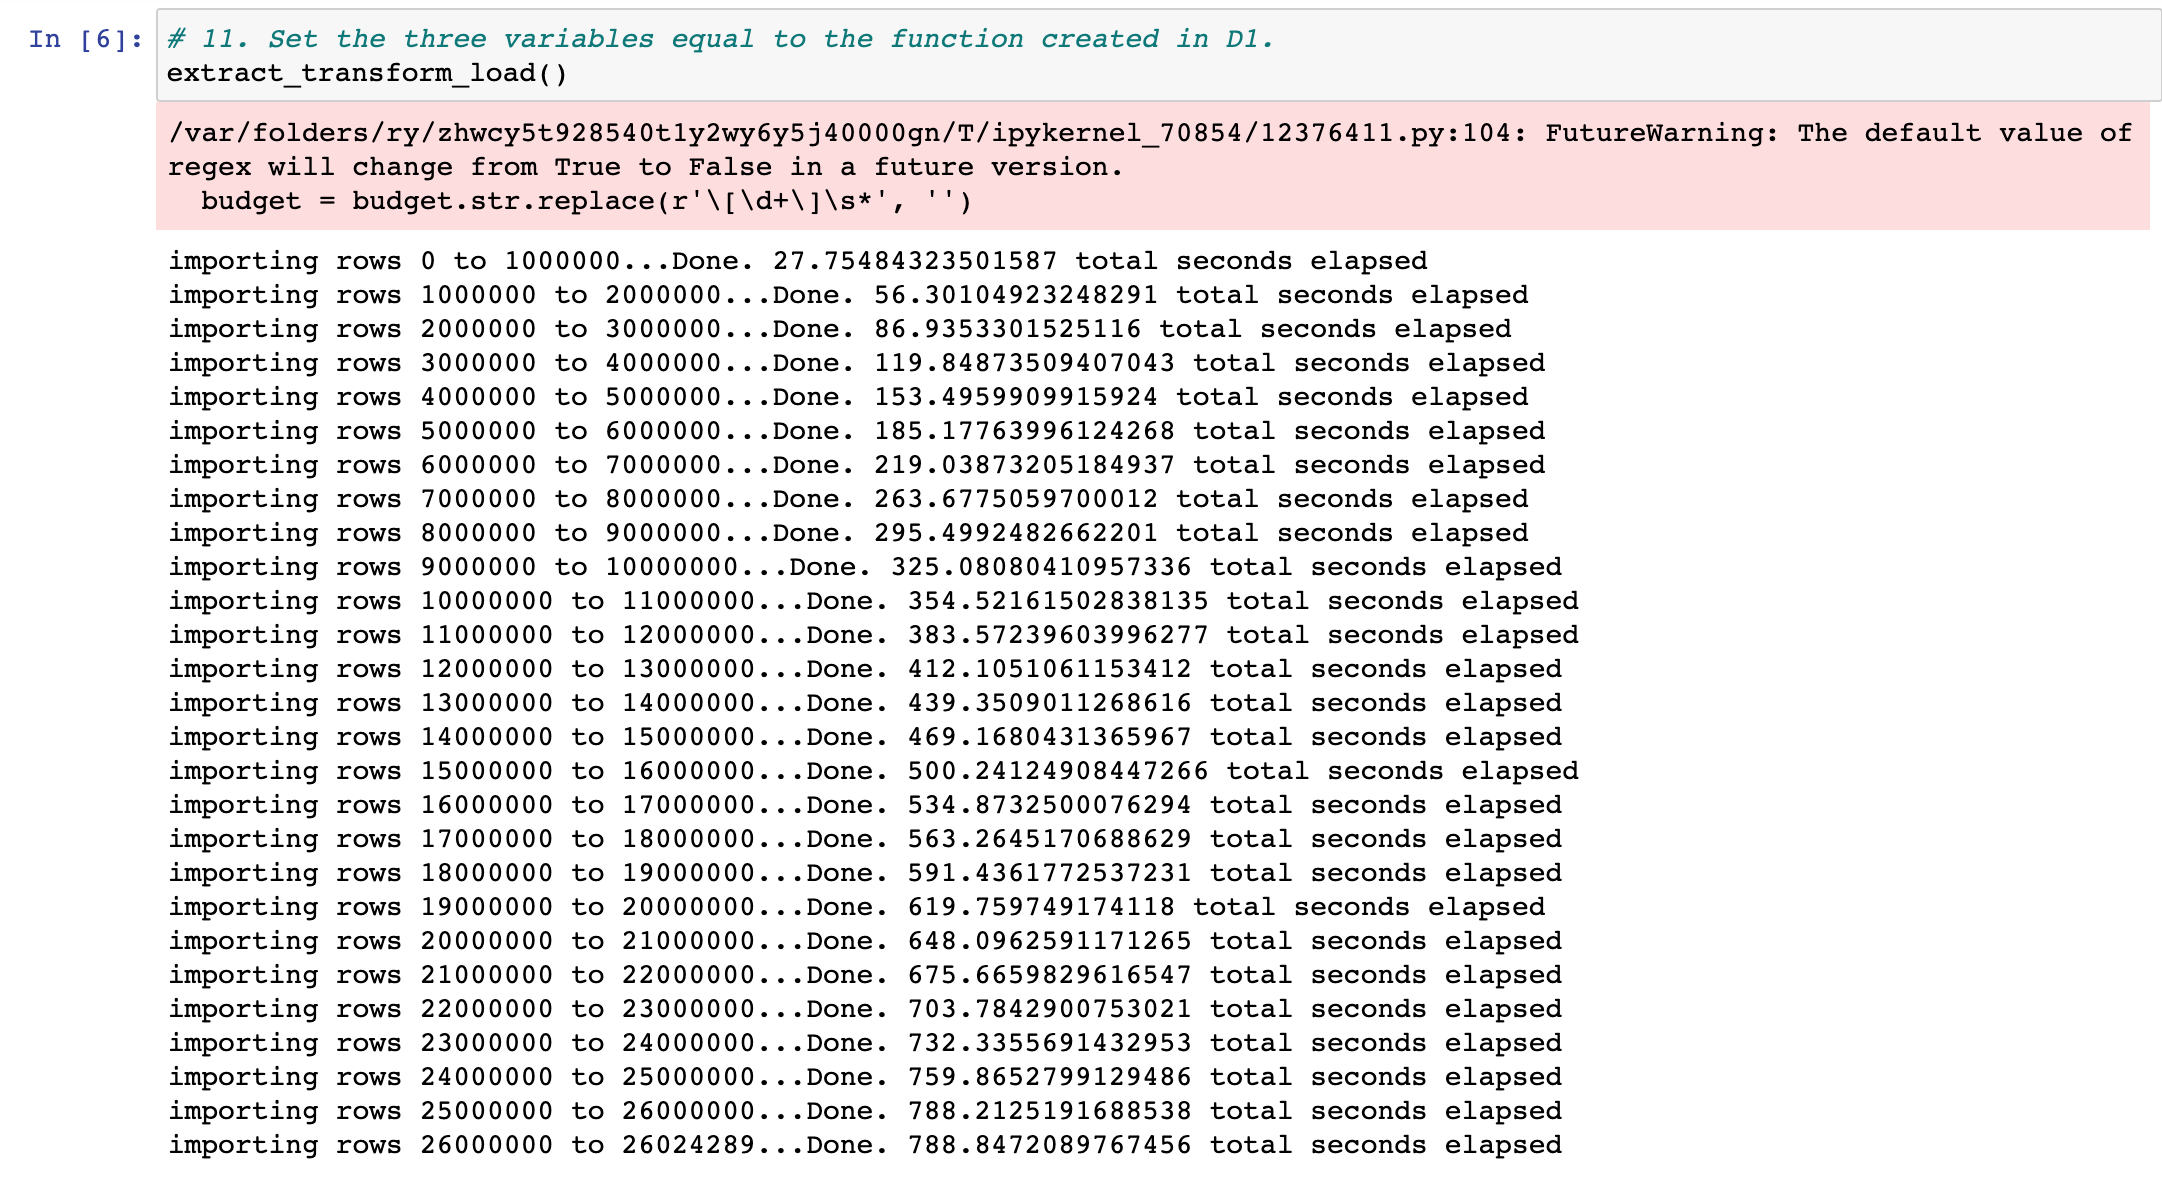 In [6]: # 11. Set the three variables equal to the function created in D1.
extract_transform_load()
/var/folders/ry/zhwcy5t928540t1y2wy6y5j40000gn/T/ipykernel_70854/12376411.py:104: FutureWarning: The default value of
regex will change from True to False in a future version.
  budget = budget.str.replace(r'\[\d+\]\s*', '')
importing rows 0 to 1000000...Done. 27.75484323501587 total seconds elapsed
importing rows 1000000 to 2000000...Done. 56.30104923248291 total seconds elapsed
importing rows 2000000 to 3000000...Done. 86.9353301525116 total seconds elapsed
importing rows 3000000 to 4000000...Done. 119.84873509407043 total seconds elapsed
importing rows 4000000 to 5000000...Done. 153.4959909915924 total seconds elapsed
importing rows 5000000 to 6000000...Done. 185.17763996124268 total seconds elapsed
importing rows 6000000 to 7000000...Done. 219.03873205184937 total seconds elapsed
importing rows 7000000 to 8000000...Done. 263.6775059700012 total seconds elapsed
importing rows 8000000 to 9000000...Done. 295.4992482662201 total seconds elapsed
importing rows 9000000 to 10000000...Done. 325.08080410957336 total seconds elapsed
importing rows 10000000 to 11000000...Done. 354.52161502838135 total seconds elapsed
importing rows 11000000 to 12000000...Done. 383.57239603996277 total seconds elapsed
importing rows 12000000 to 13000000...Done. 412.1051061153412 total seconds elapsed
importing rows 13000000 to 14000000...Done. 439.3509011268616 total seconds elapsed
importing rows 14000000 to 15000000...Done. 469.1680431365967 total seconds elapsed
importing rows 15000000 to 16000000...Done. 500.24124908447266 total seconds elapsed
importing rows 16000000 to 17000000...Done. 534.8732500076294 total seconds elapsed
importing rows 17000000 to 18000000...Done. 563.2645170688629 total seconds elapsed
importing rows 18000000 to 19000000...Done. 591.4361772537231 total seconds elapsed
importing rows 19000000 to 20000000...Done. 619.759749174118 total seconds elapsed
importing rows 20000000 to 21000000...Done. 648.0962591171265 total seconds elapsed
importing rows 21000000 to 22000000...Done. 675.6659829616547 total seconds elapsed
importing rows 22000000 to 23000000...Done. 703.7842900753021 total seconds elapsed
importing rows 23000000 to 24000000...Done. 732.3355691432953 total seconds elapsed
importing rows 24000000 to 25000000...Done. 759.8652799129486 total seconds elapsed
importing rows 25000000 to 26000000...Done. 788.2125191688538 total seconds elapsed
importing rows 26000000 to 26024289...Done. 788.8472089767456 total seconds elapsed